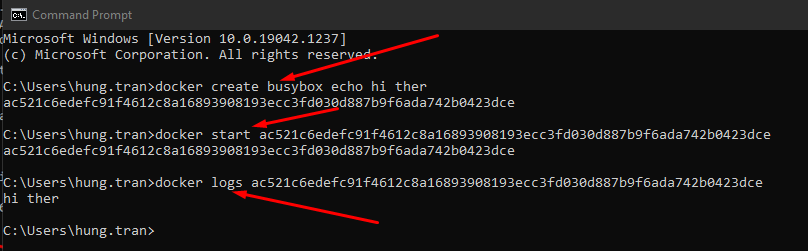 Command Prompt
Microsoft Windows [Version 10.0.19042.1237]
(c) Microsoft Corporation. All rights reserved.
C:\Users\hung.tran>docker create busybox echo hi ther
ac521c6edefc91f4612c8a16893908193ecc3fd030d887b9f6ada742b0423dce
C:\Users\hung.tran>docker start ac521c6edefc91f4612c8a16893908193ecc3fd030d887b9f6ada742b0423dce
ac521c6edefc91f4612c8a16893908193ecc3fd030d887b9f6ada742b0423dce
C:\Users\hung.tran>docker logs ac521c6edefc91f4612c8a16893908193ecc3fd030d887b9f6ada742b0423dce
hi ther
C:\Users\hung.tran>